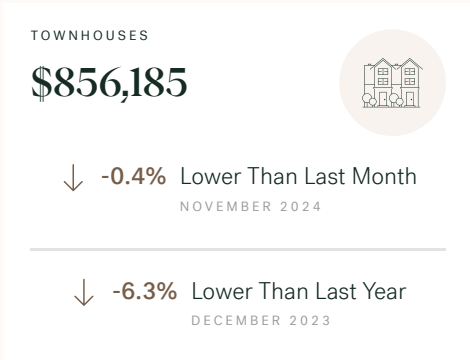 TOWNHOUSES
$856,185
-0.4% Lower Than Last Month
NOVEMBER 2024
-6.3% Lower Than Last Year
DECEMBER 2023